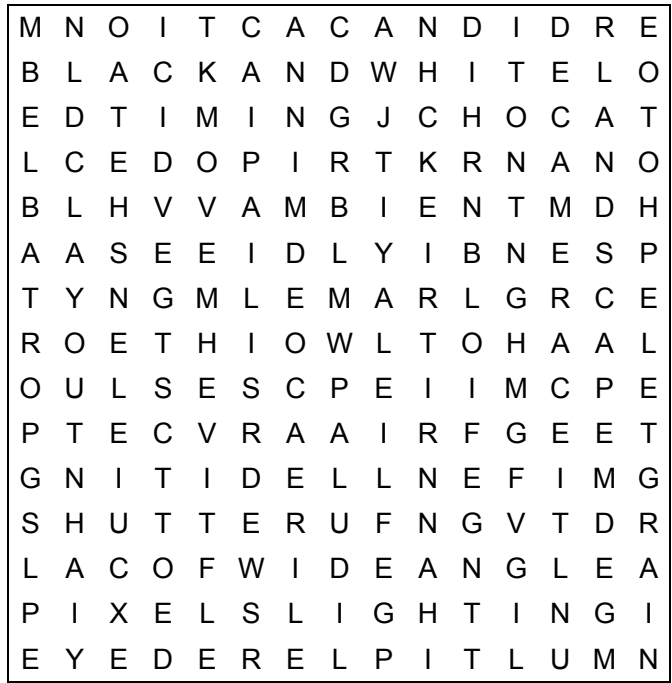 M N O I T C A C A N D I D R E
B L A C K A N D W H I T E L O
E D T I M I N G J C H O C A T
L C E D O P I R T K R N A N O
B L H V V A M B I E N T M D H
A A S E E I D L Y I B N E S P
T Y N G M L E M A R L G R C E
R O E T H I O W L T O H A A L
O U L S E S C P E I I M C P E
P T E C V R A A I R F G E E T
G N I T I D E L L N E F I M G
S H U T T E R U F N G V T D R
L A C O F W I D E A N G L E A
P I X E L S L I G H T I N G I
E Y E D E R E L P I T L U M N